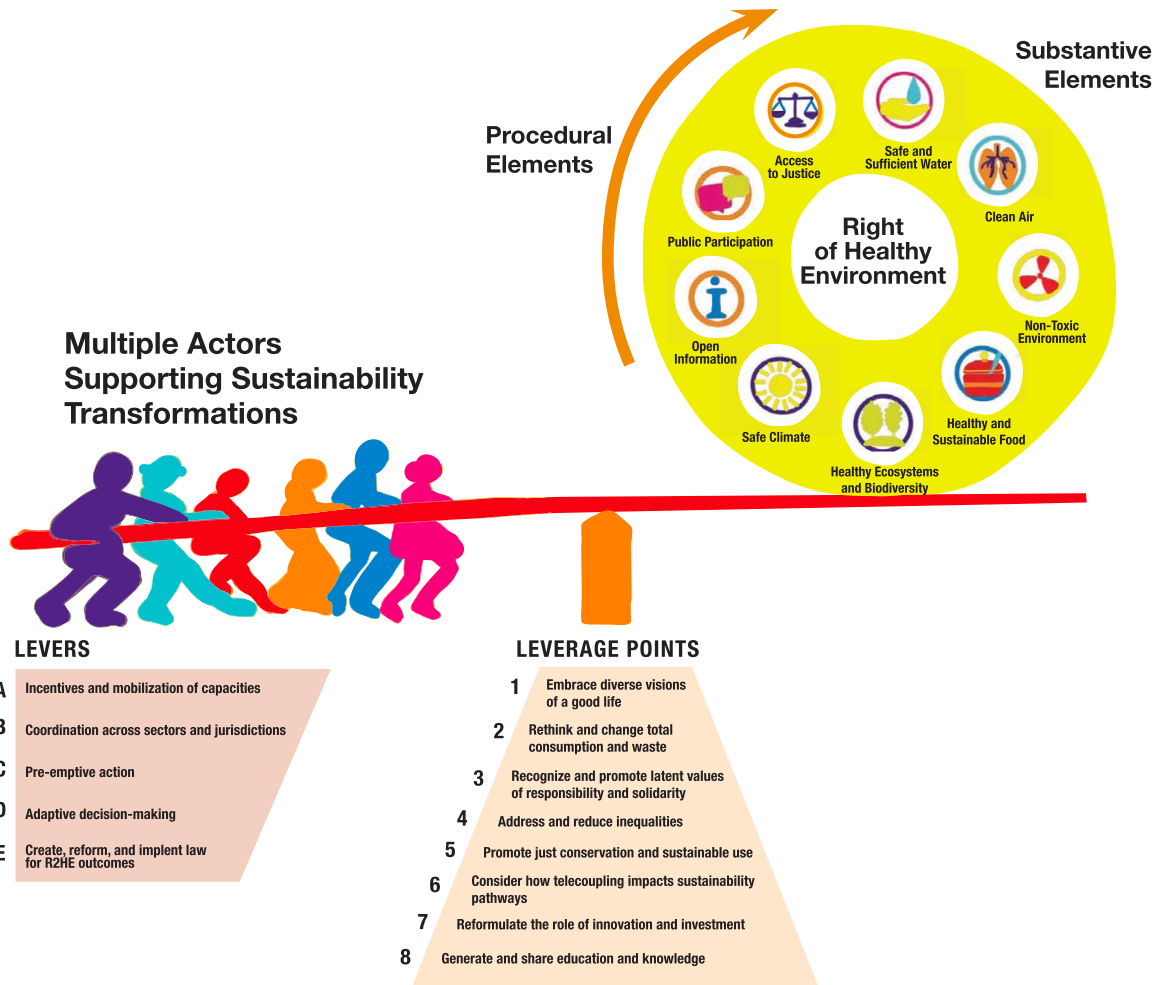 Substantive
Elements
Procedural
Elements
Access
to Justice
Safe and
Sufficient Water
Clean Air
Public Participation
Right
of Healthy
Environment
Non-Toxic
Environment
Open
Information
Safe Climate
Healthy and
Sustainable Food
Healthy Ecosystems
and Biodiversity
Multiple Actors
Supporting Sustainability
Transformations
LEVERS
A Incentives and mobilization of capacities
B Coordination across sectors and jurisdictions
C Pre-emptive action
D Adaptive decision-making
E Create, reform, and implent law
for R2HE outcomes
LEVERAGE POINTS
1 Embrace diverse visions
of a good life
2 Rethink and change total
consumption and waste
3 Recognize and promote latent values
of responsibility and solidarity
4 Address and reduce inequalities
5 Promote just conservation and sustainable use
6 Consider how telecoupling impacts sustainability
pathways
7 Reformulate the role of innovation and investment
8 Generate and share education and knowledge